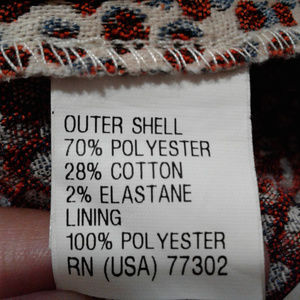 OUTER SHELL
70% POLYESTER
28% COTTON
2% ELASTANE
LINING
100% POLYESTER
RN (USA) 77302